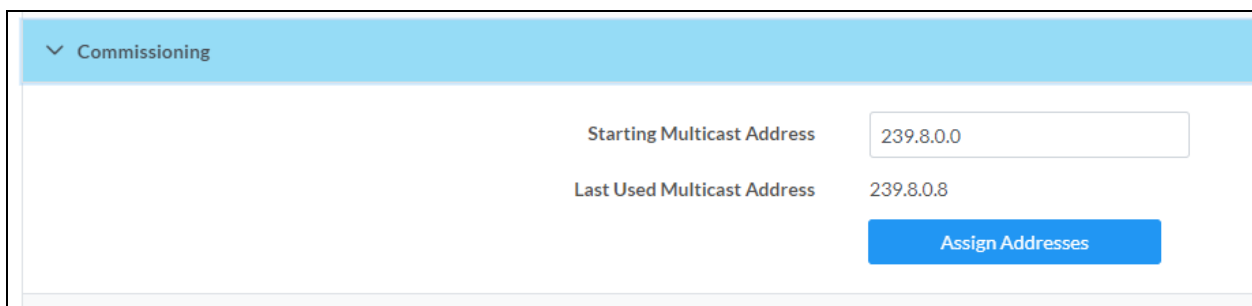 Commissioning
Starting Multicast Address 239.8.0.0
Last Used Multicast Address 239.8.0.8
Assign Addresses